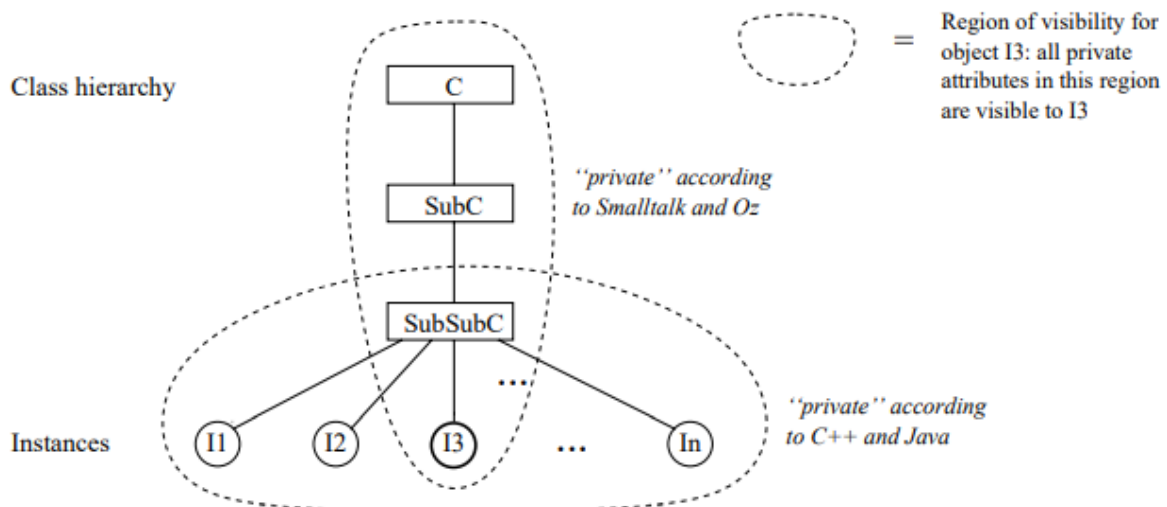 Region of visibility for
= object I3: all private
attributes in this region
are visible to I3
Class hierarchy
C
‘‘private’’ according
to Smalltalk and Oz
SubC
SubSubC
...
‘‘private’’ according
to C++ and Java
Instances
I1 I2 I3 ... In